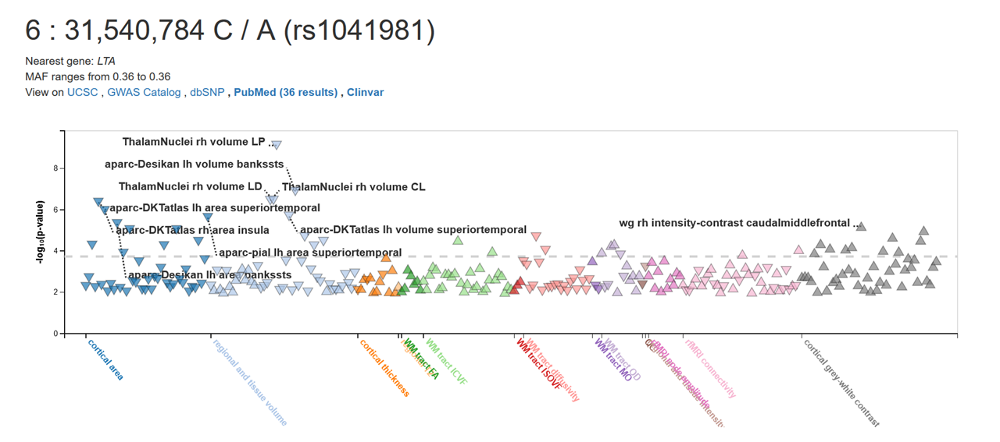 6 : 31,540,784 C / A (rs1041981)
Nearest gene: LTA
MAF ranges from 0.36 to 0.36
View on UCSC , GWAS Catalog , dbSNP , PubMed (36 results) , Clinvar
ThalamNuclei rh volume LP
aparc-Desikan lh volume bankssts
ThalamNuclei rh volume LD
ThalamNuclei rh volume CL
aparc-DKTatlas lh area superiortemporal
aparc-DKTatlas rh area insula
aparc-DKTatlas lh volume superiortemporal
wg rh intensity-contrast caudalmiddlefrontal
aparc-pial lh area superiortemporal
aparc-Desikan lh area bankssts
-log₁₀(p-value)
8
6
4
2
0
cortical area
regional and tissue volume
cortical thickness
WM tract FA
WM tract ICVF
WM tract ISOVF
WM tract diffusivity
WM tract MO
WM tract OD
rfMRI node amplitude
rfMRI connectivity
cortical grey-white contrast